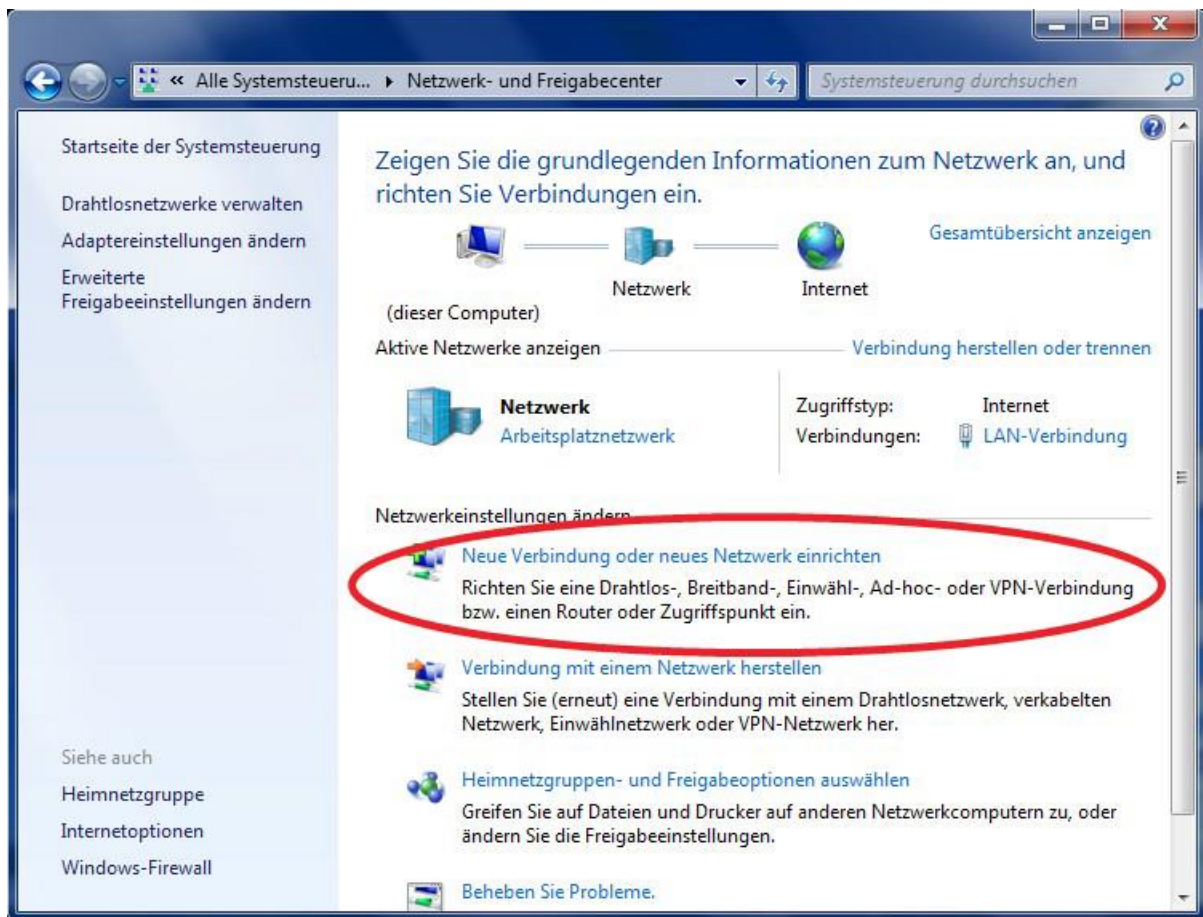 « Alle Systemsteueru... ▸ Netzwerk- und Freigabecenter
Systemsteuerung durchsuchen
Startseite der Systemsteuerung
Drahtlosnetzwerke verwalten
Adaptereinstellungen ändern
Erweiterte
Freigabeeinstellungen ändern
Siehe auch
Heimnetzgruppe
Internetoptionen
Windows-Firewall
Zeigen Sie die grundlegenden Informationen zum Netzwerk an, und
richten Sie Verbindungen ein.
Gesamtübersicht anzeigen
Netzwerk
Internet
(dieser Computer)
Aktive Netzwerke anzeigen
Verbindung herstellen oder trennen
Netzwerk
Arbeitsplatznetzwerk
Zugriffstyp: Internet
Verbindungen: LAN-Verbindung
Netzwerkeinstellungen ändern
Neue Verbindung oder neues Netzwerk einrichten
Richten Sie eine Drahtlos-, Breitband-, Einwähl-, Ad-hoc- oder VPN-Verbindung
bzw. einen Router oder Zugriffspunkt ein.
Verbindung mit einem Netzwerk herstellen
Stellen Sie (erneut) eine Verbindung mit einem Drahtlosnetzwerk, verkabelten
Netzwerk, Einwählnetzwerk oder VPN-Netzwerk her.
Heimnetzgruppen- und Freigabeoptionen auswählen
Greifen Sie auf Dateien und Drucker auf anderen Netzwerkcomputern zu, oder
ändern Sie die Freigabeeinstellungen.
Beheben Sie Probleme.